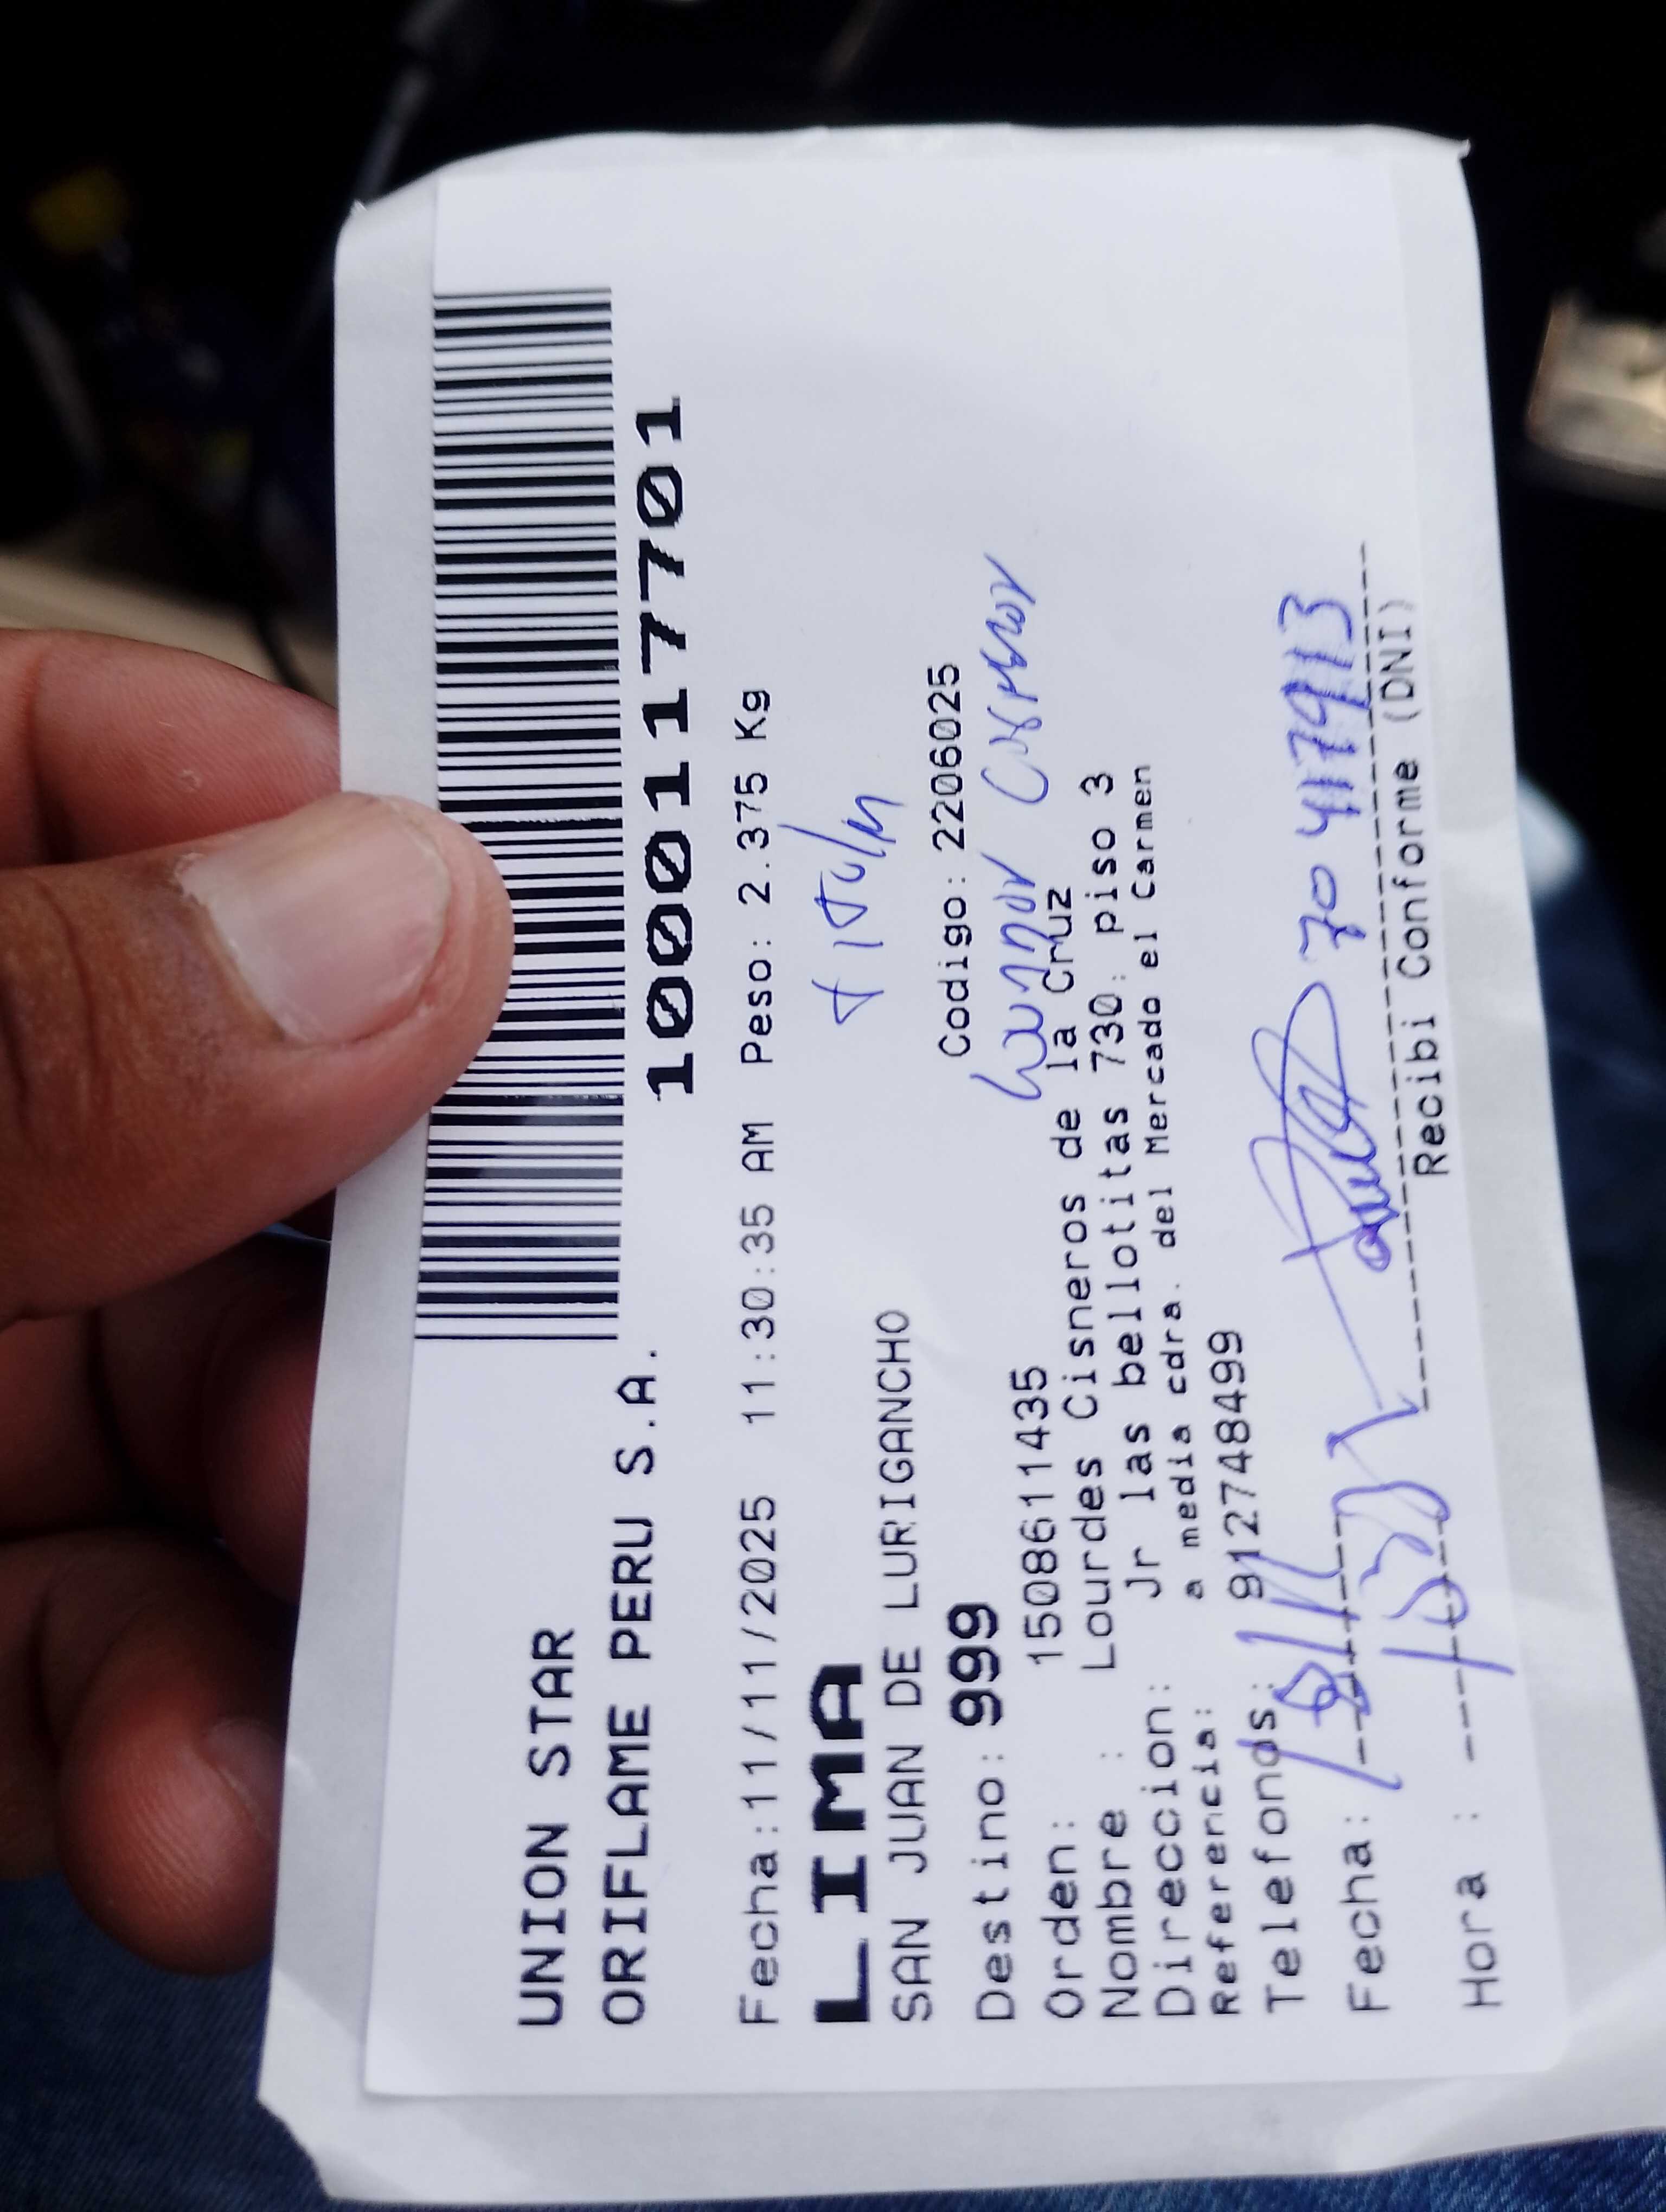 UNION STAR
ORIFLAME PERU S.A.
1000117701
Fecha:11/11/2025 11:30:35 AM Peso: 2.375 Kg
LIMA
SAN JUAN DE LURIGANCHO
Destino: 999 Codigo: 2206025
Orden: 1508611435
Nombre : Lourdes Cisneros de la Cruz
Direccion: Jr las bellotitas 730: piso 3
Referencia: a media cdra. del Mercado el Carmen
Telefonos: 912748499
Fecha:
Hora :
Recibi Conforme (DNI)